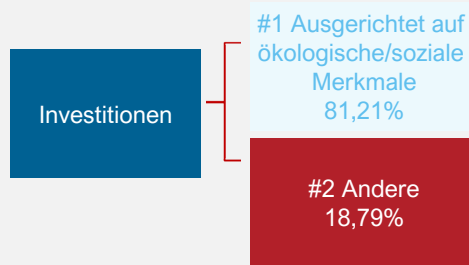 #1 Ausgerichtet auf
ökologische/soziale
Merkmale
81,21%
Investitionen
#2 Andere
18,79%